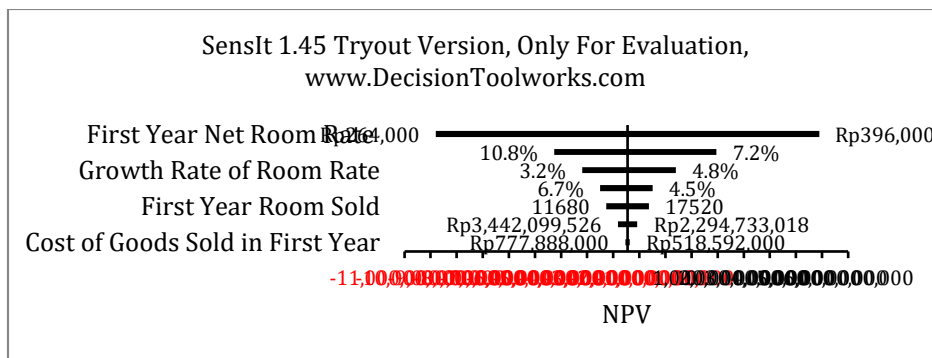 SensIt 1.45 Tryout Version, Only For Evaluation,
www.DecisionToolworks.com
First Year Net Room Rate Rp264,000 Rp396,000
10.8% 7.2%
Growth Rate of Room Rate 3.2% 4.8%
6.7% 4.5%
First Year Room Sold 11680 17520
Rp3,442,099,526 Rp2,294,733,018
Cost of Goods Sold in First Year Rp777,888,000 Rp518,592,000
NPV